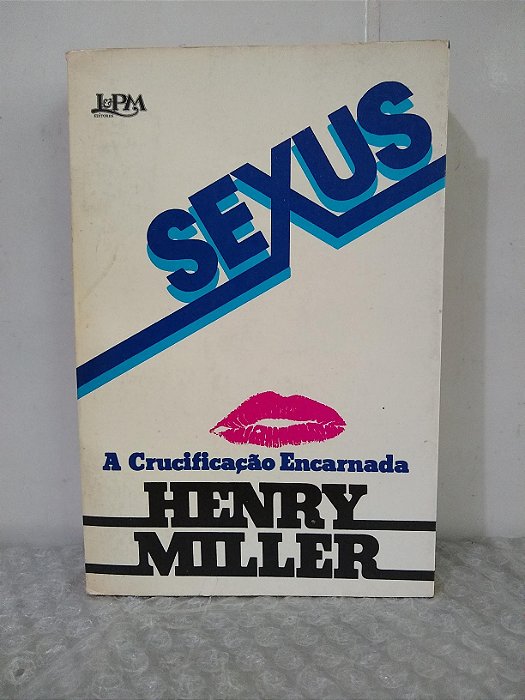 L&PM
EDITORES
SEXUS
A Crucificação Encarnada
HENRY
MILLER